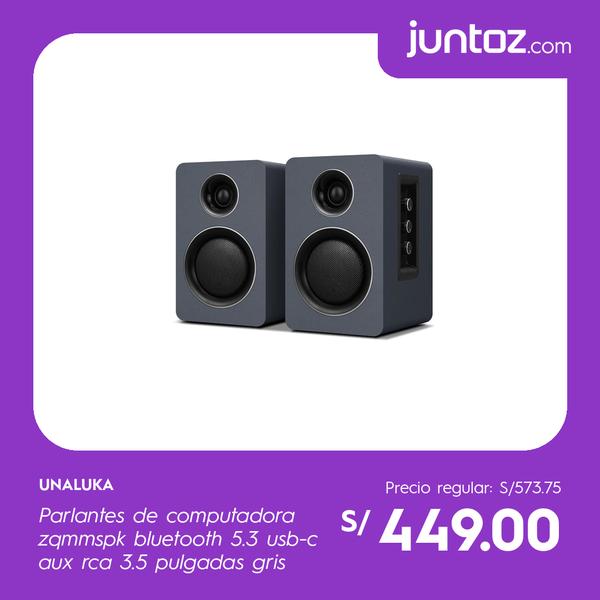 juntoz.com
UNALUKA
Parlantes de computadora
zqmmspk bluetooth 5.3 usb-c
aux rca 3.5 pulgadas gris
Precio regular: S/573.75
S/ 449.00